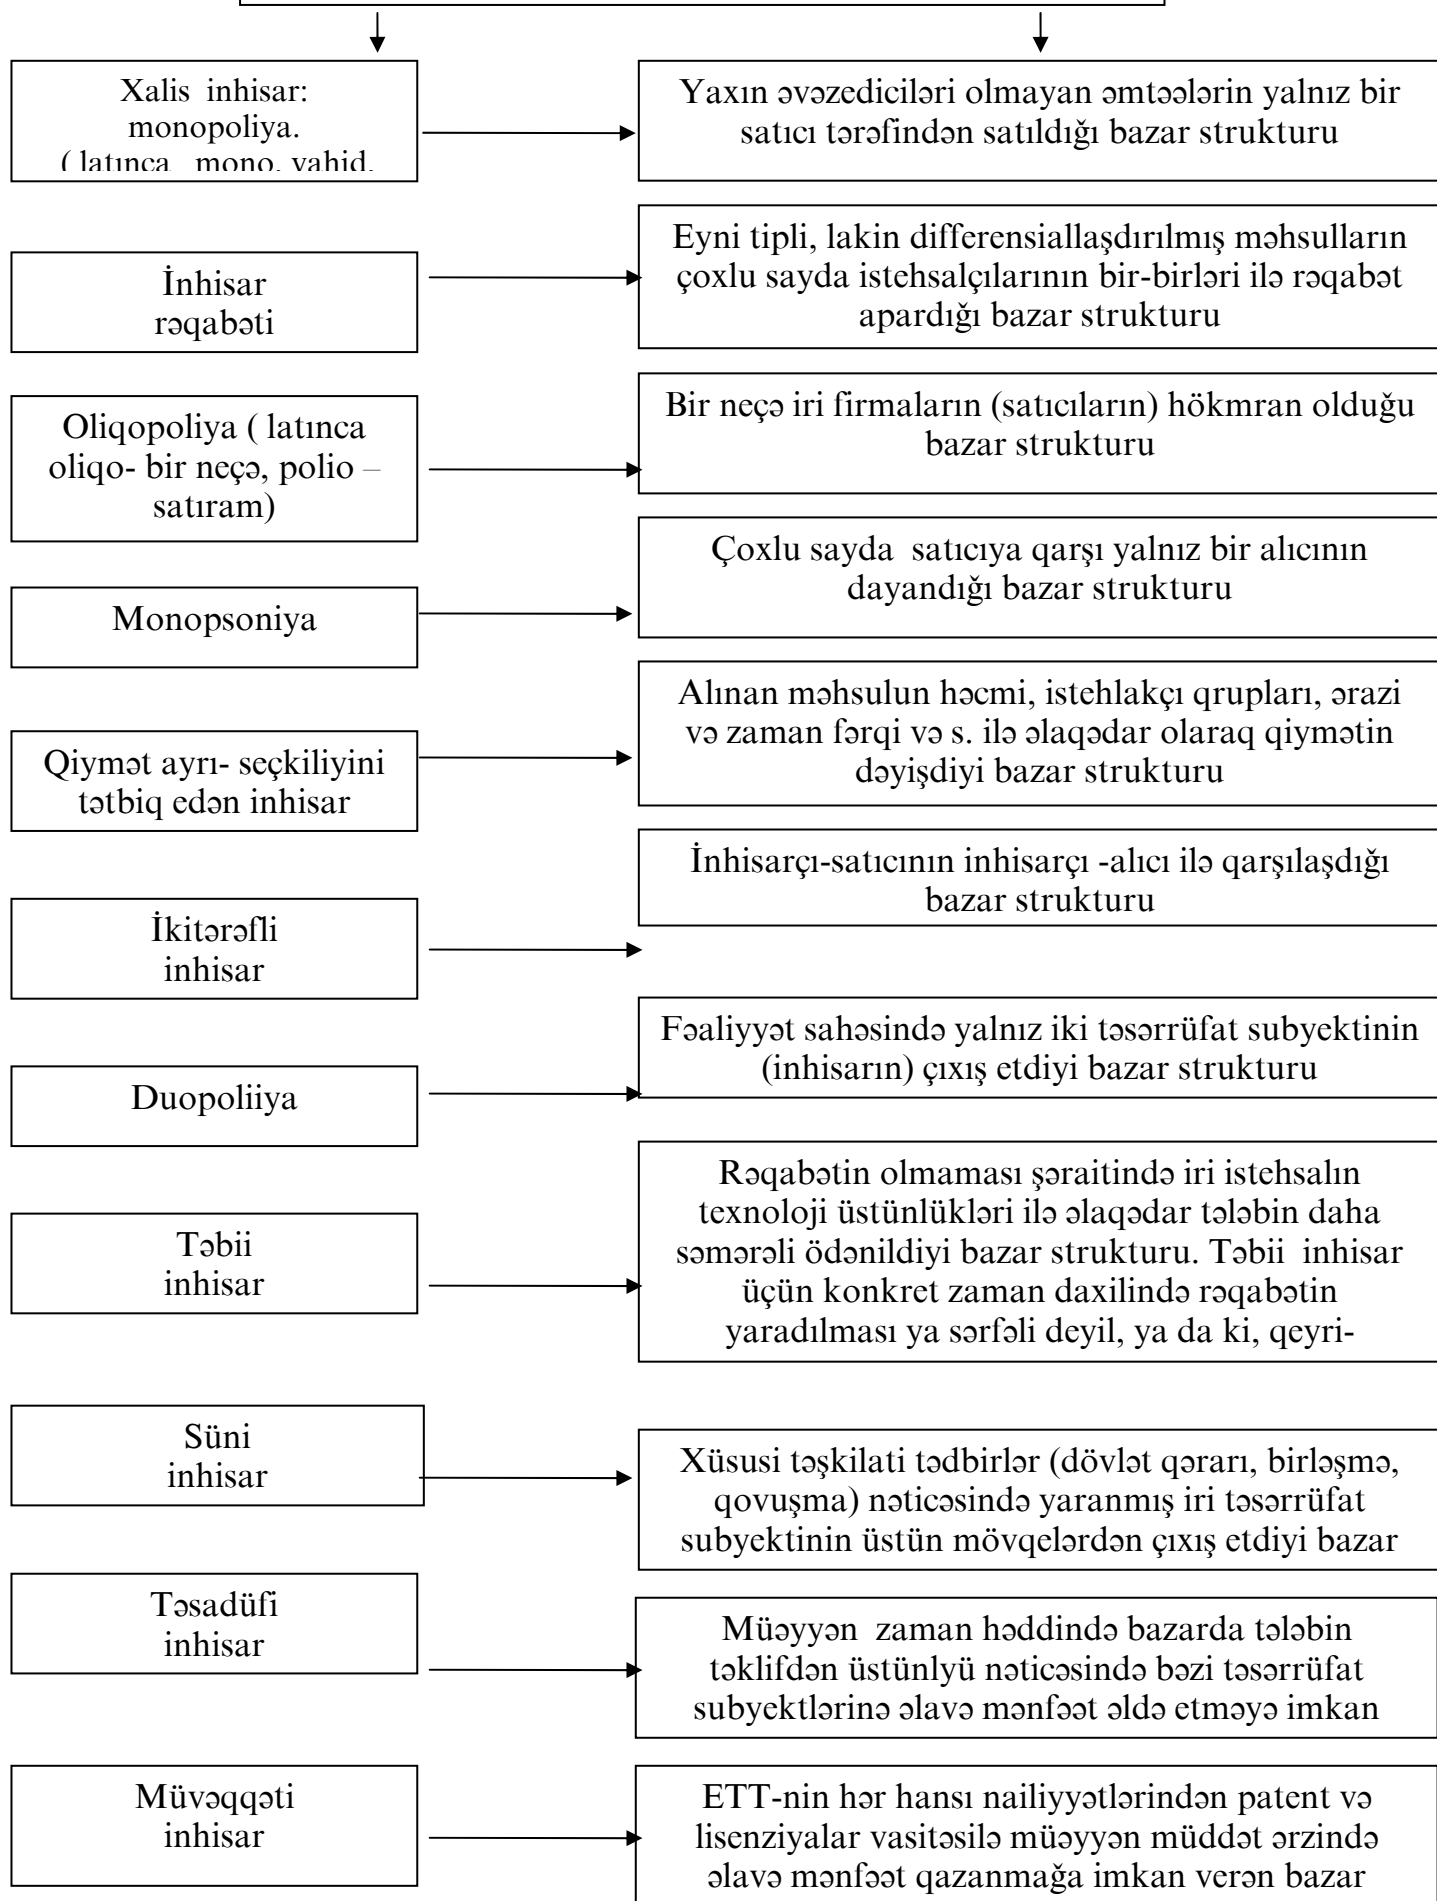 Xalis inhisar:
monopoliya.
( latınca mono, vahid,
Yaxın əvəzediciləri olmayan əmtəələrin yalnız bir
satıcı tərəfindən satıldığı bazar strukturu
İnhisar
rəqabəti
Eyni tipli, lakin differensiallaşdırılmış məhsulların
çoxlu sayda istehsalçılarının bir-birləri ilə rəqabət
apardığı bazar strukturu
Oliqopoliya ( latınca
oliqo- bir neçə, polio –
satıram)
Bir neçə iri firmaların (satıcıların) hökmran olduğu
bazar strukturu
Monopsoniya
Çoxlu sayda satıcıya qarşı yalnız bir alıcının
dayandığı bazar strukturu
Qiymət ayrı- seçkiliyini
tətbiq edən inhisar
Alınan məhsulun həcmi, istehlakçı qrupları, ərazi
və zaman fərqi və s. ilə əlaqədar olaraq qiymətin
dəyişdiyi bazar strukturu
İkitərəfli
inhisar
İnhisarçı-satıcının inhisarçı -alıcı ilə qarşılaşdığı
bazar strukturu
Duopoliiya
Fəaliyyət sahəsində yalnız iki təsərrüfat subyektinin
(inhisarın) çıxış etdiyi bazar strukturu
Təbii
inhisar
Rəqabətin olmaması şəraitində iri istehsalın
texnoloji üstünlükləri ilə əlaqədar tələbin daha
səmərəli ödənildiyi bazar strukturu. Təbii inhisar
üçün konkret zaman daxilində rəqabətin
yaradılması ya sərfəli deyil, ya da ki, qeyri-
Süni
inhisar
Xüsusi təşkilati tədbirlər (dövlət qərarı, birləşmə,
qovuşma) nəticəsində yaranmış iri təsərrüfat
subyektinin üstün mövqelərdən çıxış etdiyi bazar
Təsadüfi
inhisar
Müəyyən zaman həddində bazarda tələbin
təklifdən üstünlyü nəticəsində bəzi təsərrüfat
subyektlərinə əlavə mənfəət əldə etməyə imkan
Müvəqqəti
inhisar
ETT-nin hər hansı nailiyyətlərindən patent və
lisenziyalar vasitəsilə müəyyən müddət ərzində
əlavə mənfəət qazanmağa imkan verən bazar